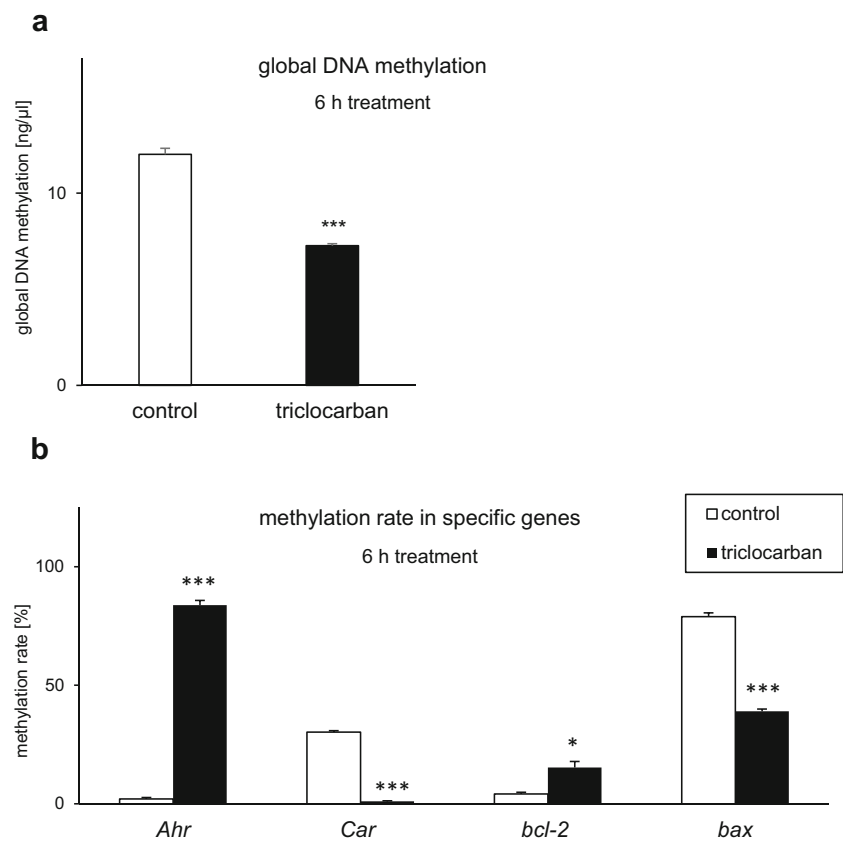 a
global DNA methylation
6 h treatment
global DNA methylation [ng/µl]
10
0
***
control
triclocarban
b
methylation rate in specific genes
6 h treatment
control
triclocarban
methylation rate [%]
100
50
0
***
***
*
***
Ahr
Car
bcl-2
bax